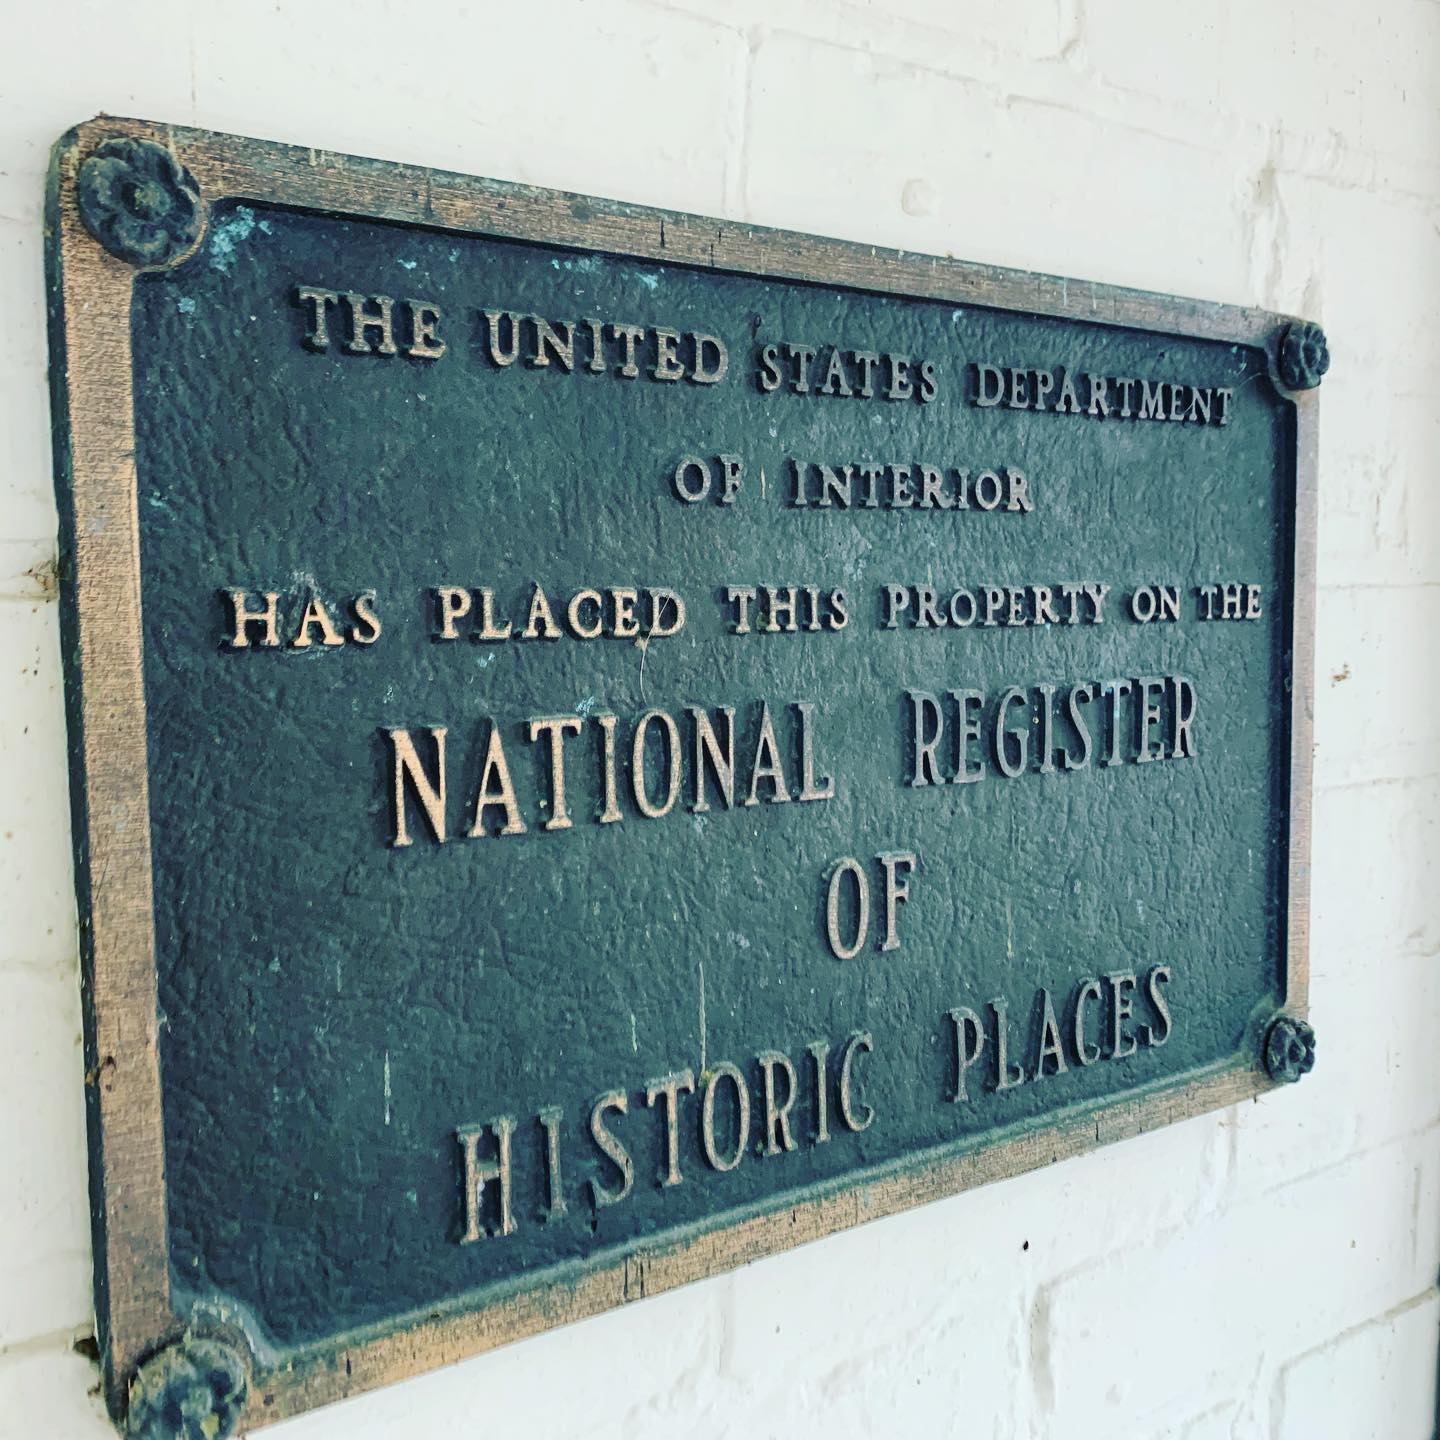 THE UNITED STATES DEPARTMENT
OF INTERIOR
HAS PLACED THIS PROPERTY ON THE
NATIONAL REGISTER
OF
HISTORIC PLACES